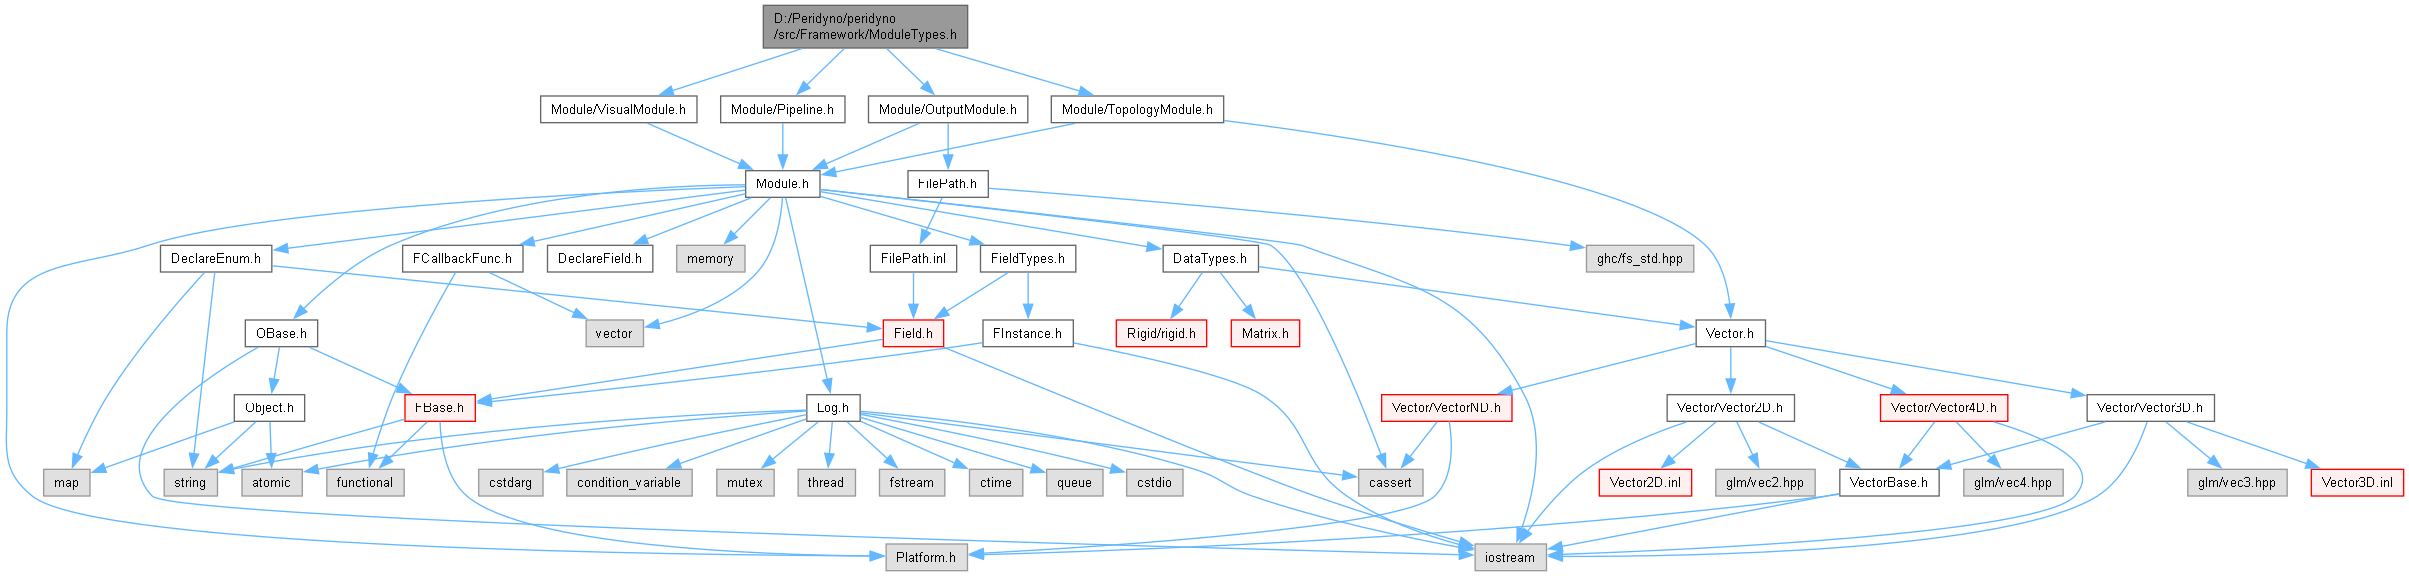 D:/Peridyno/peridyno
/src/Framework/ModuleTypes.h
Module/VisualModule.h
Module/Pipeline.h
Module/OutputModule.h
Module/TopologyModule.h
Module.h
FilePath.h
DeclareEnum.h
FCallbackFunc.h
DeclareField.h
memory
FilePath.inl
FieldTypes.h
DataTypes.h
ghc/fs_std.hpp
OBase.h
vector
Field.h
FInstance.h
Rigid/rigid.h
Matrix.h
Vector.h
Object.h
FBase.h
Log.h
Vector/VectorND.h
Vector/Vector2D.h
Vector/Vector4D.h
Vector/Vector3D.h
map
string
atomic
functional
cstdarg
condition_variable
mutex
thread
fstream
ctime
queue
cstdio
cassert
Vector2D.inl
glm/vec2.hpp
VectorBase.h
glm/vec4.hpp
glm/vec3.hpp
Vector3D.inl
Platform.h
iostream